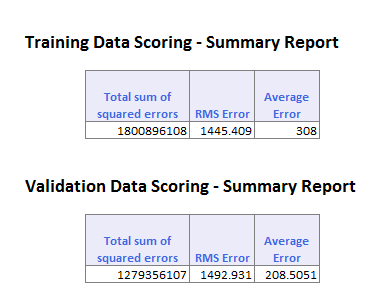 Training Data Scoring - Summary Report
Total sum of squared errors RMS Error Average Error
1800896108 1445.409 308
Validation Data Scoring - Summary Report
Total sum of squared errors RMS Error Average Error
1279356107 1492.931 208.5051